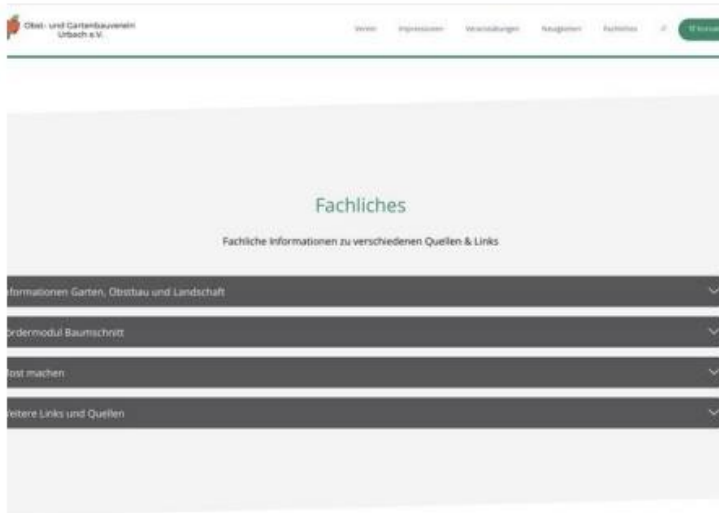 Obst- und Gartenbauverein
Urbach e.V.
Verein Impressionen Veranstaltungen Neuigkeiten Fachliches
Fachliches
Fachliche Informationen zu verschiedenen Quellen & Links
nformationen Garten, Obstbau und Landschaft
ördermodul Baumschnitt
Most machen
Weitere Links und Quellen